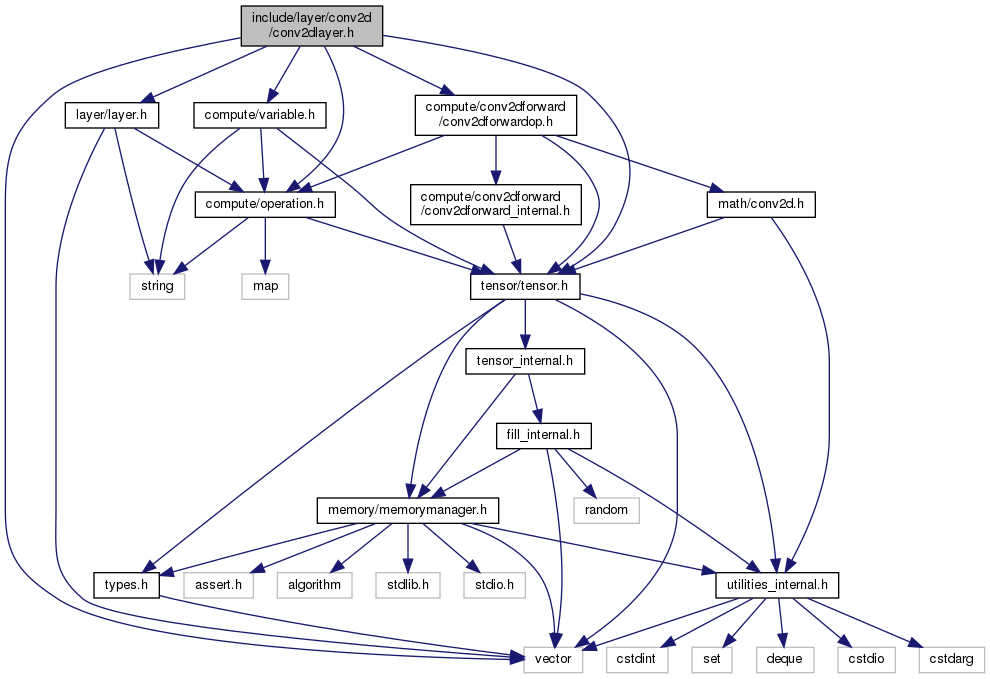 include/layer/conv2d
/conv2dlayer.h
layer/layer.h
compute/variable.h
compute/conv2dforward
/conv2dforwardop.h
compute/operation.h
compute/conv2dforward
/conv2dforward_internal.h
math/conv2d.h
string
map
tensor/tensor.h
tensor_internal.h
fill_internal.h
memory/memorymanager.h
random
types.h
assert.h
algorithm
stdlib.h
stdio.h
utilities_internal.h
vector
cstdint
set
deque
cstdio
cstdarg